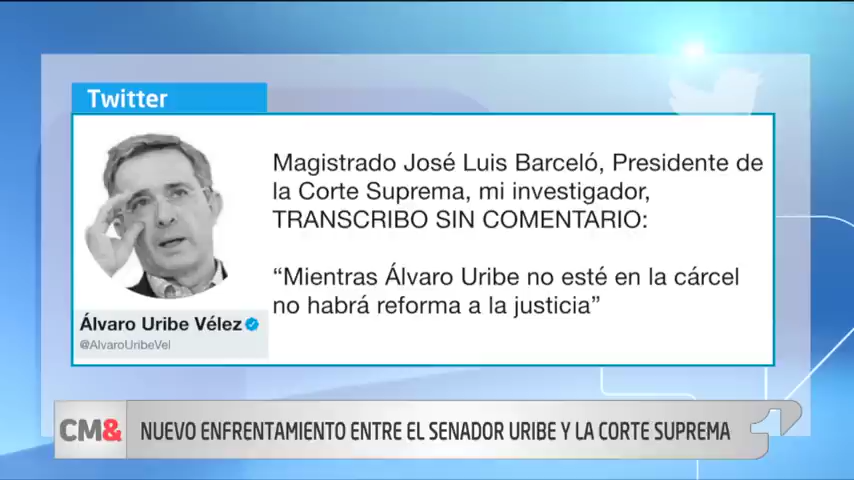 Twitter
Magistrado José Luis Barceló, Presidente de
la Corte Suprema, mi investigador,
TRANSCRIBO SIN COMENTARIO:
“Mientras Álvaro Uribe no esté en la cárcel
no habrá reforma a la justicia”
Álvaro Uribe Vélez
@AlvaroUribeVel
CM&
NUEVO ENFRENTAMIENTO ENTRE EL SENADOR URIBE Y LA CORTE SUPREMA
1